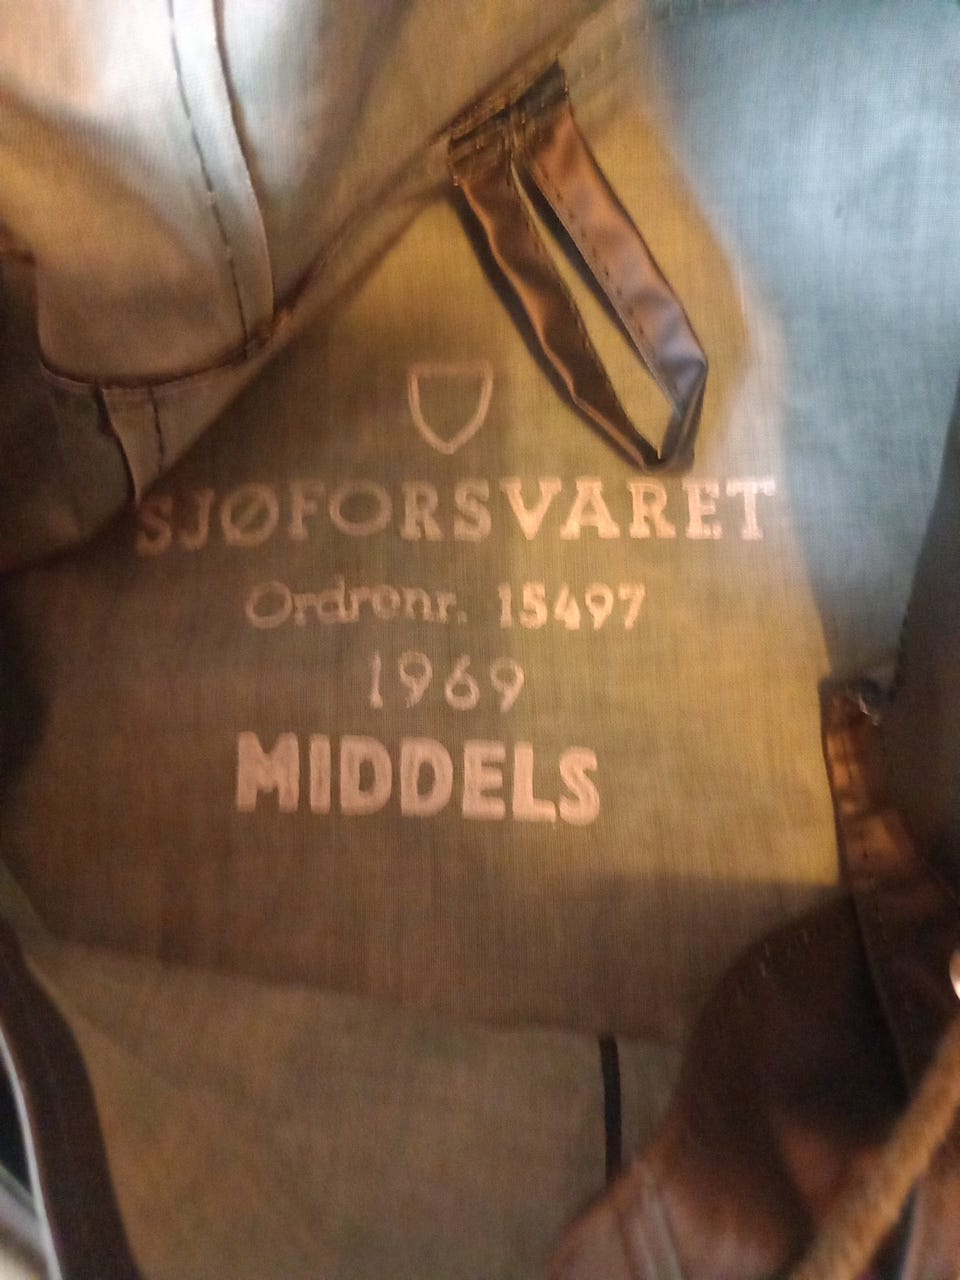 SJØFORSVARET
Ordrenr. 15497
1969
MIDDELS